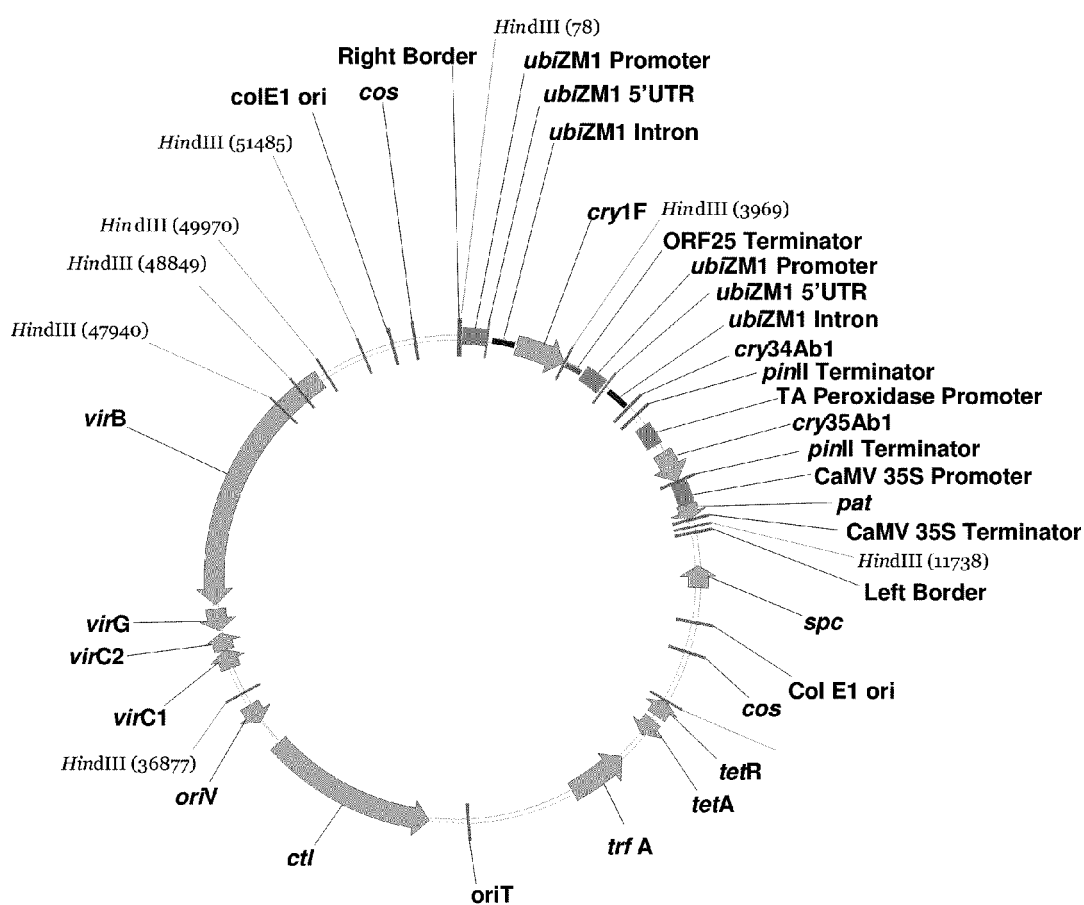 HindIII (78)
Right Border
ubiZM1 Promoter
colE1 ori
cos
ubiZM1 5'UTR
ubiZM1 Intron
HindIII (51485)
cry1F
HindIII (3969)
HindIII (49970)
ORF25 Terminator
HindIII (48849)
ubiZM1 Promoter
ubiZM1 5'UTR
HindIII (47940)
ubiZM1 Intron
cry34Ab1
pinII Terminator
TA Peroxidase Promoter
virB
cry35Ab1
pinII Terminator
CaMV 35S Promoter
pat
CaMV 35S Terminator
HindIII (11738)
Left Border
virG
spc
virC2
Col E1 ori
virC1
cos
HindIII (36877)
tetR
oriV
tetA
ctl
trf A
oriT